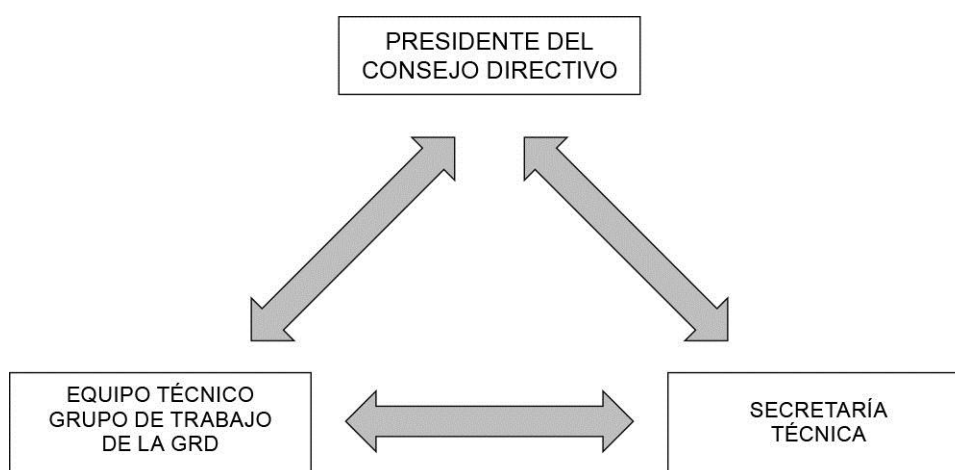 PRESIDENTE DEL
CONSEJO DIRECTIVO
EQUIPO TÉCNICO
GRUPO DE TRABAJO
DE LA GRD
SECRETARÍA
TÉCNICA